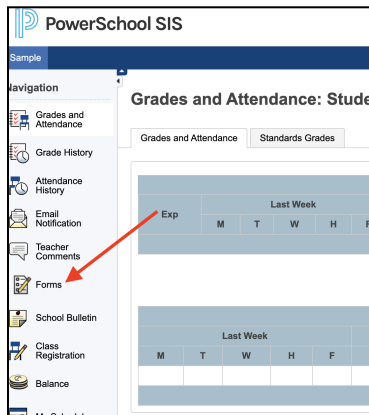 PowerSchool SIS
Sample
Navigation
Grades and
Attendance
Grade History
Attendance
History
Email
Notification
Teacher
Comments
Forms
School Bulletin
Class
Registration
Balance
Grades and Attendance: Stude
Grades and Attendance
Standards Grades
Exp
Last Week
M T W H F
Last Week
M T W H F